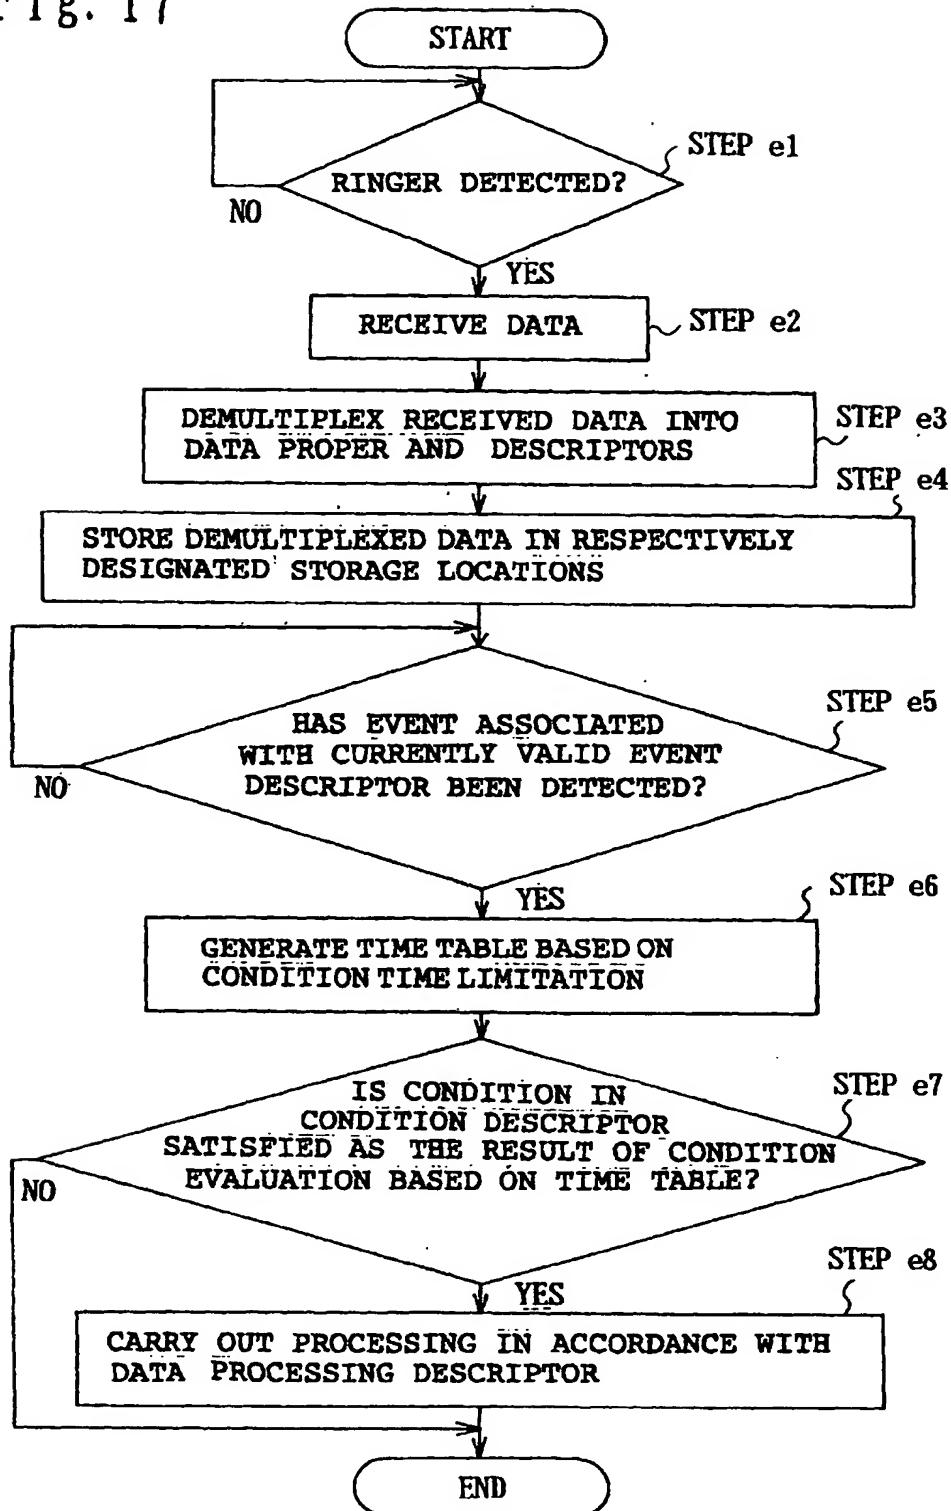 Fig. 17
START
RINGER DETECTED?
STEP e1
NO
YES
RECEIVE DATA
STEP e2
DEMULTIPLEX RECEIVED DATA INTO
DATA PROPER AND DESCRIPTORS
STEP e3
STEP e4
STORE DEMULTIPLEXED DATA IN RESPECTIVELY
DESIGNATED STORAGE LOCATIONS
STEP e5
HAS EVENT ASSOCIATED
WITH CURRENTLY VALID EVENT
DESCRIPTOR BEEN DETECTED?
NO
YES
STEP e6
GENERATE TIME TABLE BASED ON
CONDITION TIME LIMITATION
STEP e7
IS CONDITION IN
CONDITION DESCRIPTOR
SATISFIED AS THE RESULT OF CONDITION
EVALUATION BASED ON TIME TABLE?
NO
YES
STEP e8
CARRY OUT PROCESSING IN ACCORDANCE WITH
DATA PROCESSING DESCRIPTOR
END